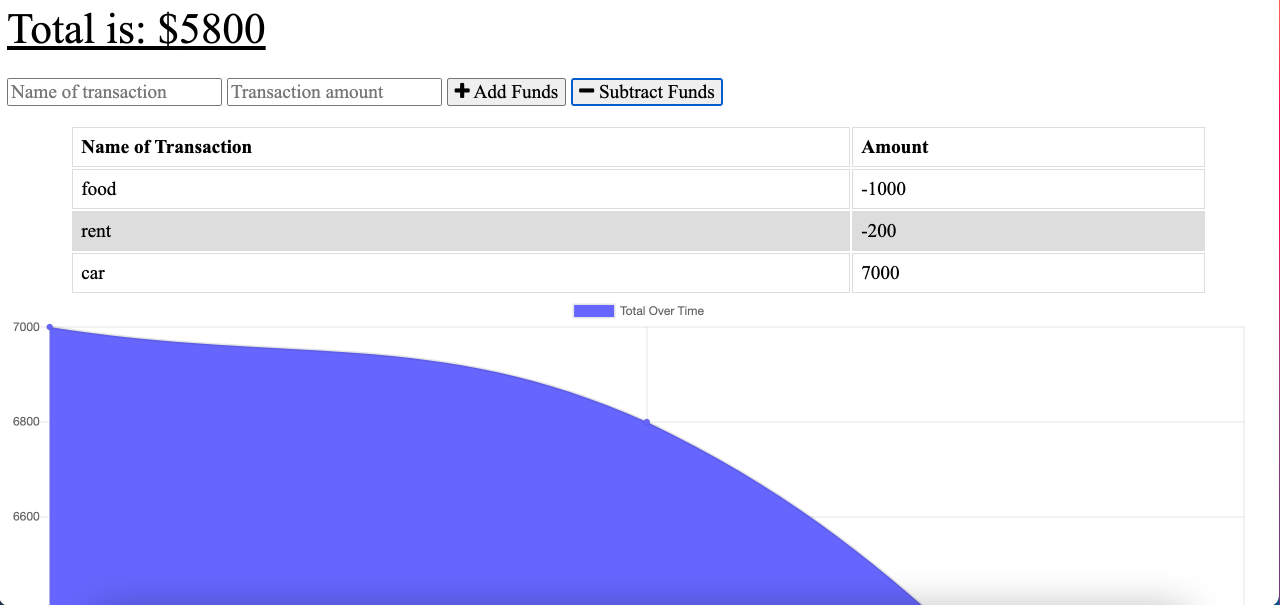 Total is: $5800
Name of transaction Transaction amount Add Funds Subtract Funds
Name of Transaction Amount
food -1000
rent -200
car 7000
Total Over Time
7000
6800
6600